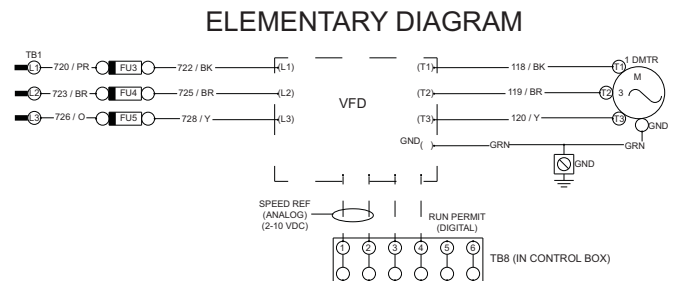 ELEMENTARY DIAGRAM
TB1
L1 720 / PR FU3 722 / BK (L1) (T1) 118 / BK T1 1 DMTR
L2 723 / BR FU4 725 / BR (L2) VFD (T2) 119 / BR T2 M 3
L3 726 / O FU5 728 / Y (L3) (T3) 120 / Y T3
GND( ) GRN GRN GND
GND
SPEED REF
(ANALOG)
(2-10 VDC)
RUN PERMIT
(DIGITAL)
1 2 3 4 5 6
TB8 (IN CONTROL BOX)